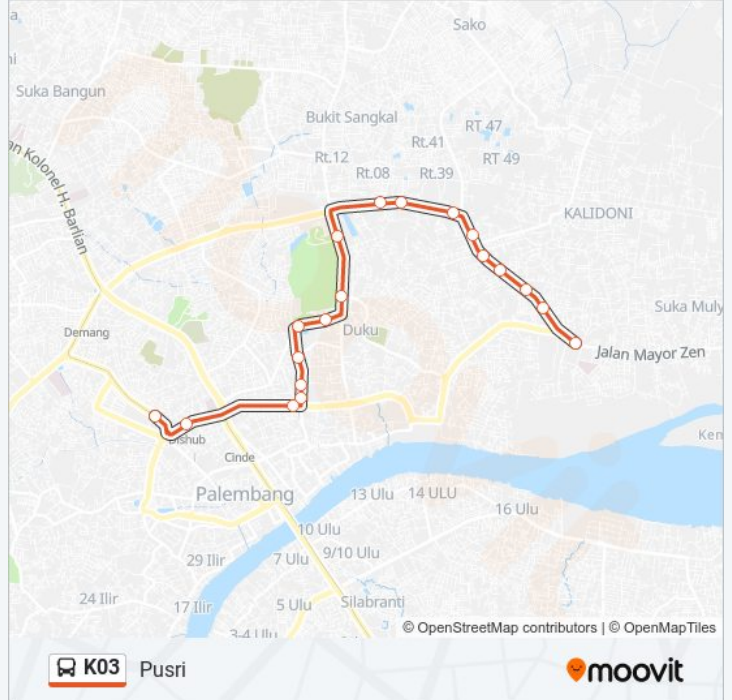 Sako
Suka Bangun
Bukit Sangkal
RT 47
Rt.41
RT 49
Rt.12
Rt.08
Rt.39
an Kolonel H. Barlian
KALIDONI
Suka Muly
Demang
Duku
Jalan Mayor Zen
Dishub
Cinde
Ken
Palembang
13 Ulu
14 ULU
16 Ulu
10 Ulu
9/10 Ulu
29 Ilir
7 Ulu
24 Ilir
17 Ilir
5 Ulu
Silabranti
3-4 Ulu
© OpenStreetMap contributors | © OpenMapTiles
K03 Pusri
moovit